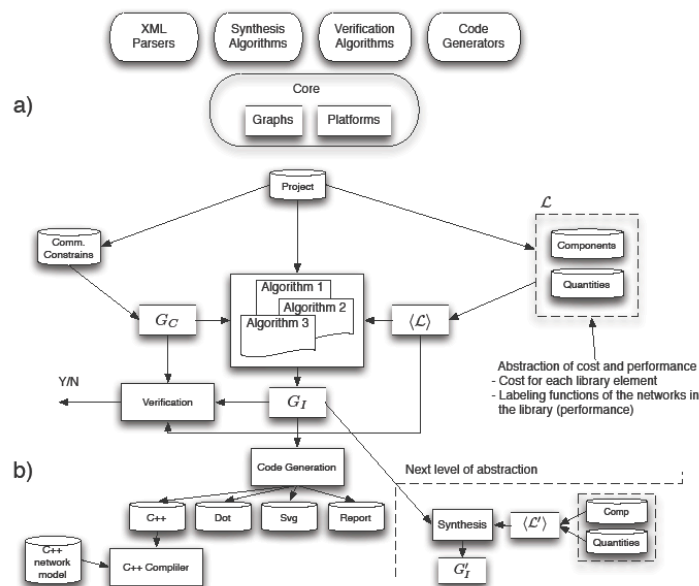 XML
Parsers
Synthesis
Algorithms
Verification
Algorithms
Code
Generators
Core
Graphs
Platforms
a)
Project
ℒ
Comm.
Constrains
Components
Quantities
Algorithm 1
Algorithm 2
Algorithm 3
G_C
⟨ℒ⟩
Abstraction of cost and performance
- Cost for each library element
- Labeling functions of the networks in
the library (performance)
Y/N
Verification
G_I
b)
Code Generation
Next level of abstraction
C++
Dot
Svg
Report
Synthesis
⟨ℒ'⟩
Comp
Quantities
C++
network
model
C++ Compliler
G'_I